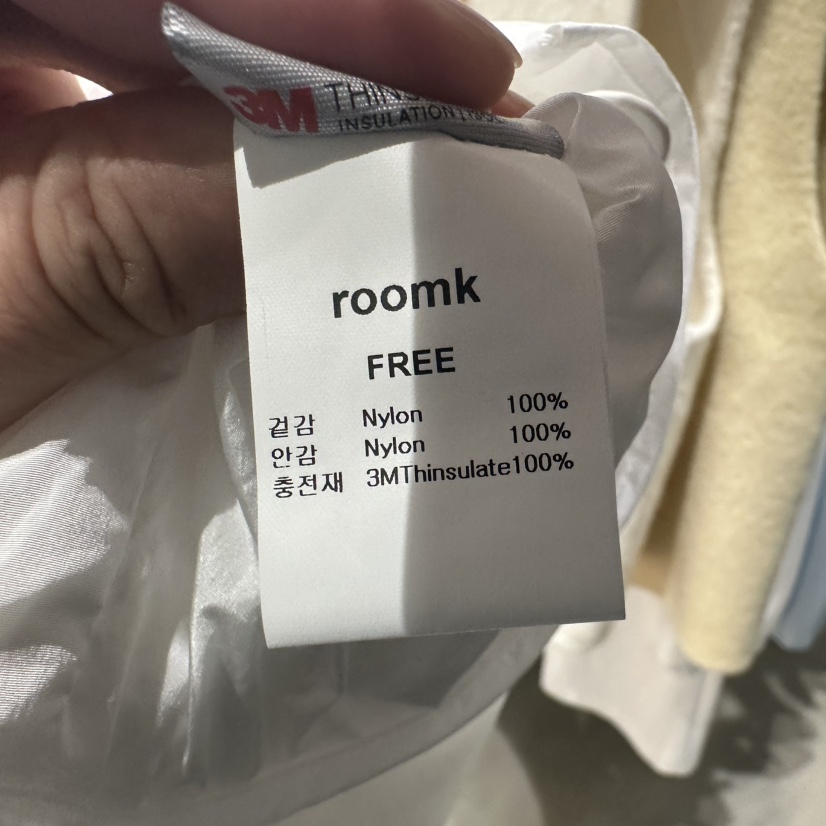 3M
INSULATION
roomk
FREE
겉감 Nylon 100%
안감 Nylon 100%
충전재 3MThinsulate100%